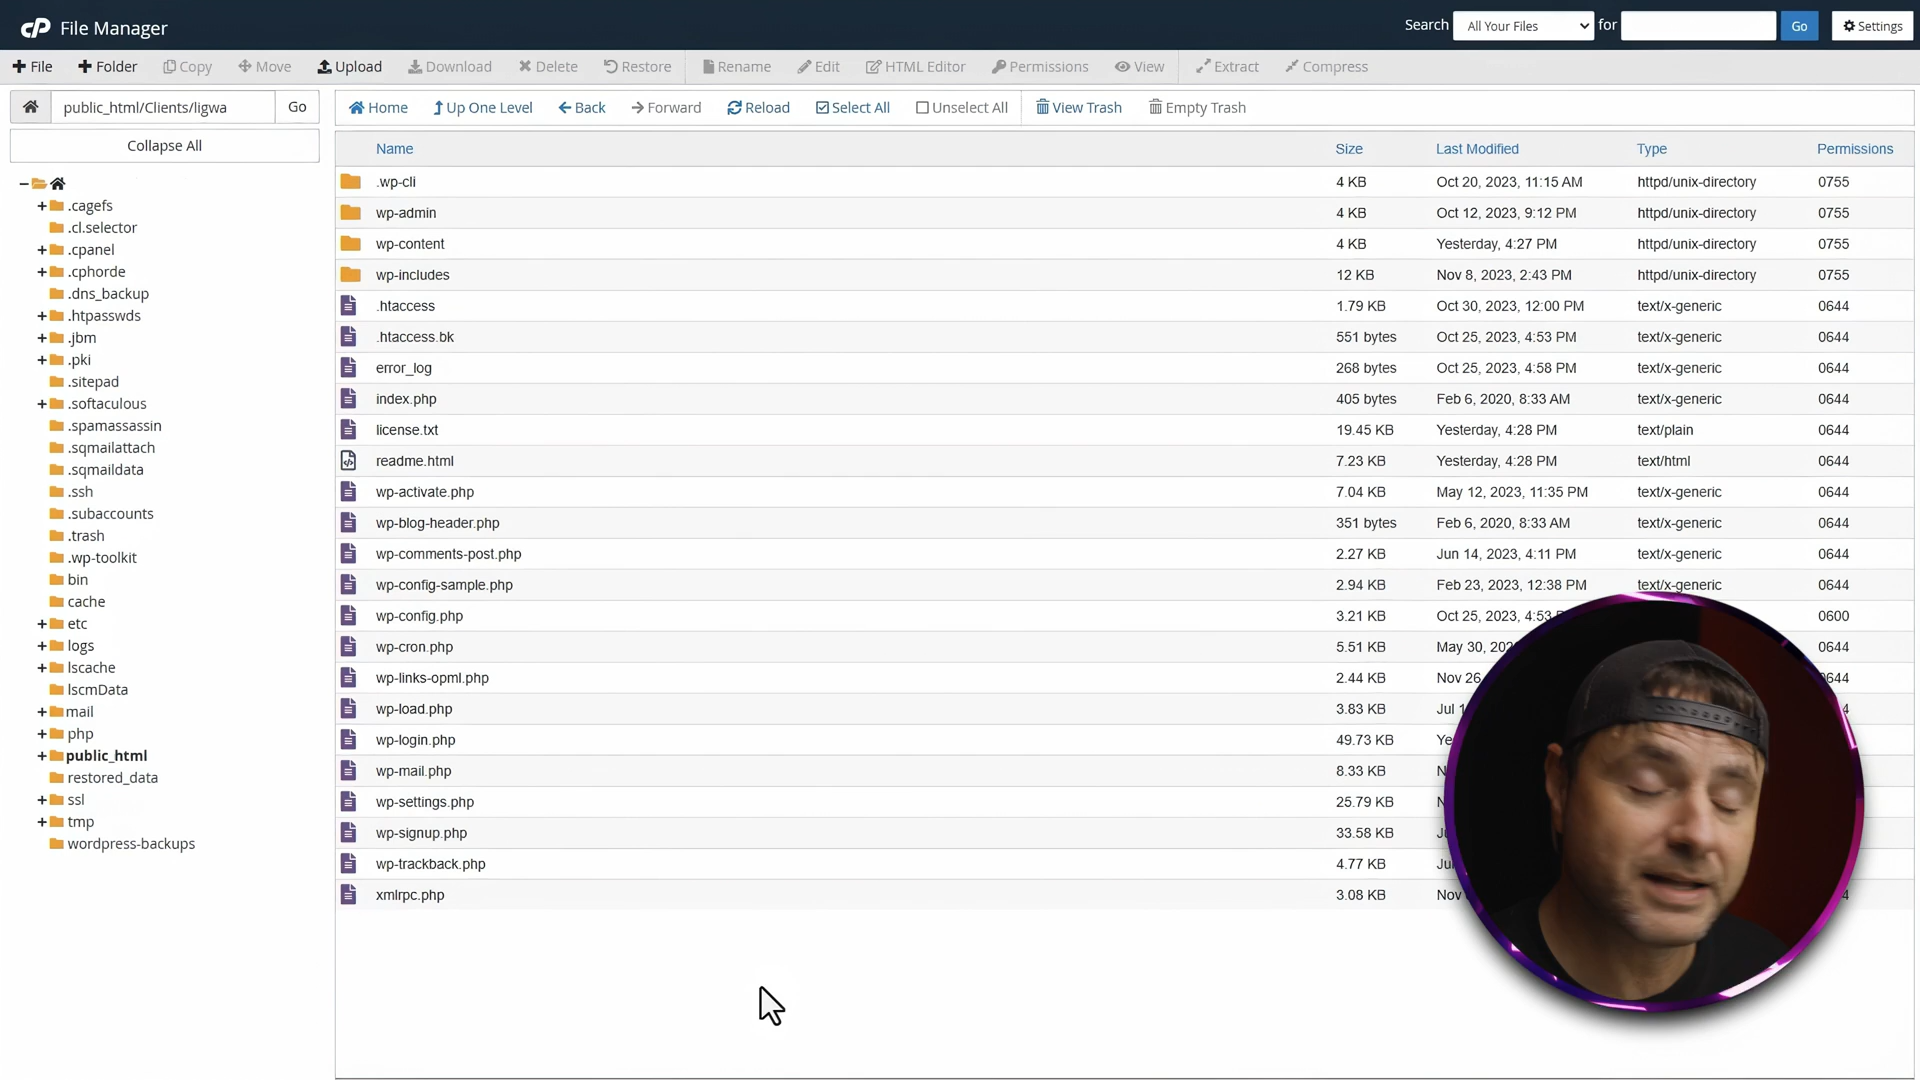 cP File Manager Search All Your Files for Go Settings
+ File + Folder Copy Move Upload Download Delete Restore Rename Edit HTML Editor Permissions View Extract Compress
public_html/Clients/ligwa Go
Home Up One Level Back Forward Reload Select All Unselect All View Trash Empty Trash
Collapse All
.cagefs
.cl.selector
.cpanel
.cphorde
.dns_backup
.htpasswds
.jbm
.pki
.sitepad
.softaculous
.spamassassin
.sqmailattach
.sqmaildata
.ssh
.subaccounts
.trash
.wp-toolkit
bin
cache
etc
logs
lscache
lscmData
mail
php
public_html
restored_data
ssl
tmp
wordpress-backups
Name Size Last Modified Type Permissions
.wp-cli 4 KB Oct 20, 2023, 11:15 AM httpd/unix-directory 0755
wp-admin 4 KB Oct 12, 2023, 9:12 PM httpd/unix-directory 0755
wp-content 4 KB Yesterday, 4:27 PM httpd/unix-directory 0755
wp-includes 12 KB Nov 8, 2023, 2:43 PM httpd/unix-directory 0755
.htaccess 1.79 KB Oct 30, 2023, 12:00 PM text/x-generic 0644
.htaccess.bk 551 bytes Oct 25, 2023, 4:53 PM text/x-generic 0644
error_log 268 bytes Oct 25, 2023, 4:58 PM text/x-generic 0644
index.php 405 bytes Feb 6, 2020, 8:33 AM text/x-generic 0644
license.txt 19.45 KB Yesterday, 4:28 PM text/plain 0644
readme.html 7.23 KB Yesterday, 4:28 PM text/html 0644
wp-activate.php 7.04 KB May 12, 2023, 11:35 PM text/x-generic 0644
wp-blog-header.php 351 bytes Feb 6, 2020, 8:33 AM text/x-generic 0644
wp-comments-post.php 2.27 KB Jun 14, 2023, 4:11 PM text/x-generic 0644
wp-config-sample.php 2.94 KB Feb 23, 2023, 12:38 PM text/x-generic 0644
wp-config.php 3.21 KB Oct 25, 2023, 4:53 0600
wp-cron.php 5.51 KB May 30, 0644
wp-links-opml.php 2.44 KB Nov 26
wp-load.php 3.83 KB Jul
wp-login.php 49.73 KB
wp-mail.php 8.33 KB
wp-settings.php 25.79 KB
wp-signup.php 33.58 KB
wp-trackback.php 4.77 KB
xmlrpc.php 3.08 KB Nov